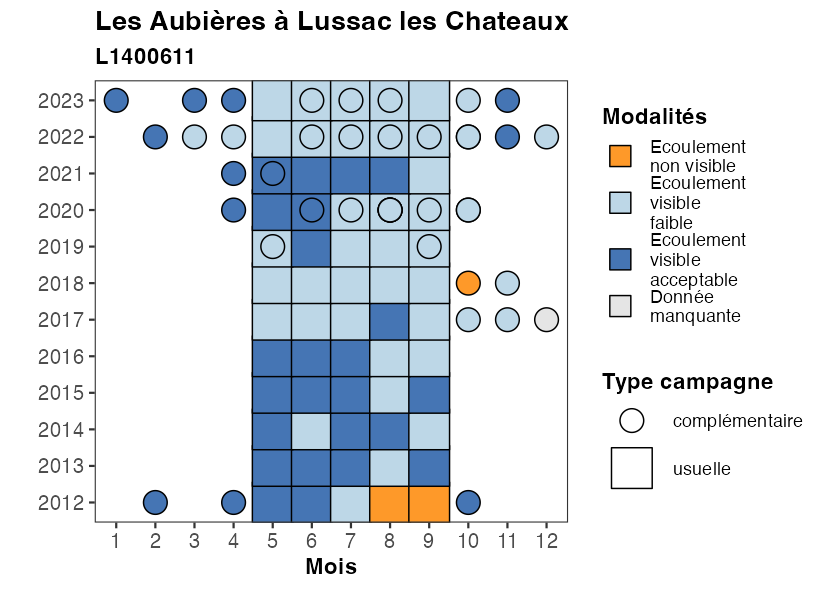 Les Aubières à Lussac les Chateaux
L1400611
2023
2022
2021
2020
2019
2018
2017
2016
2015
2014
2013
2012
1 2 3 4 5 6 7 8 9 10 11 12
Mois
Modalités
Ecoulement
non visible
Ecoulement
visible
faible
Ecoulement
visible
acceptable
Donnée
manquante
Type campagne
complémentaire
usuelle